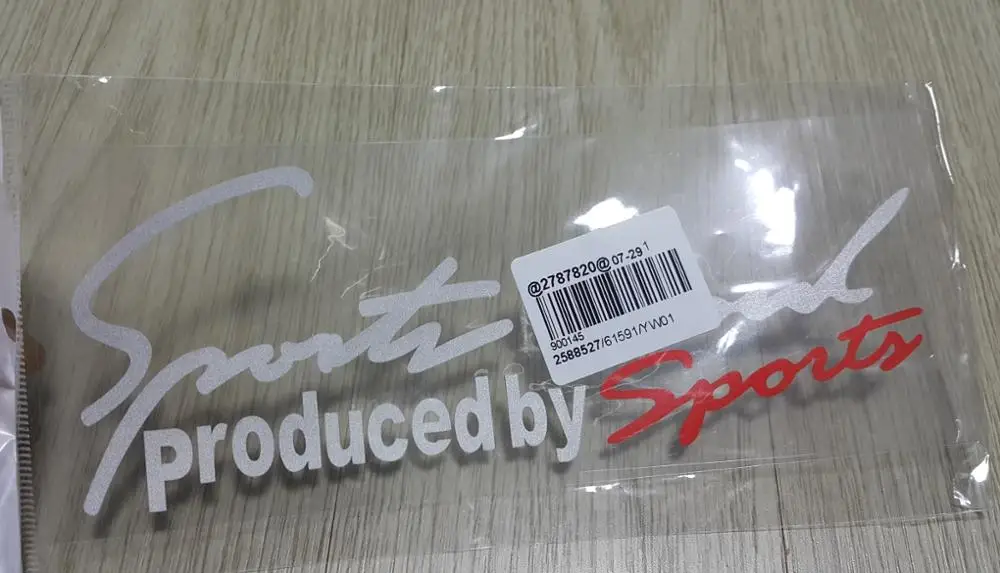 Sports
produced by Sports
@2787820@ 07-29 1
900145
2588527/61591/YW01